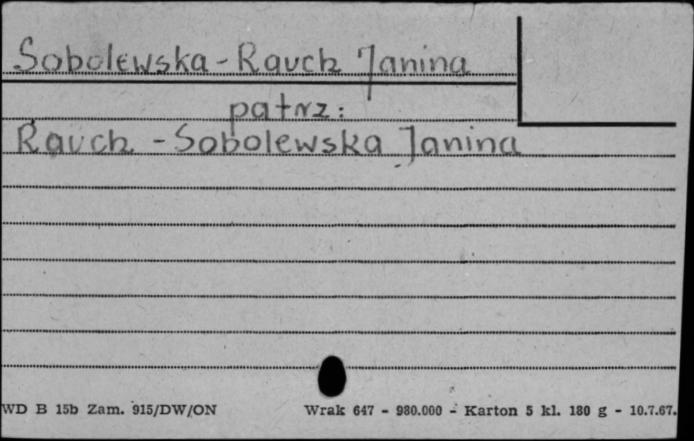 Sobolewska-Rauch Janina
patrz:
Rauch -Sobolewska Janina
WD B 15b Zam. 915/DW/ON Wrak 647 - 980.000 - Karton 5 kl. 180 g - 10.7.67.